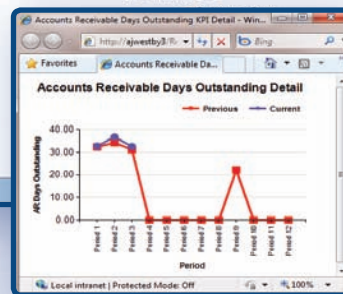 Accounts Receivable Days Outstanding KPI Detail - Win...
http://ajwestby3/R
Bing
Favorites
Accounts Receivable Da...
Accounts Receivable Days Outstanding Detail
Previous
Current
AR Days Outstanding
40.00
30.00
20.00
10.00
0.00
Period 1
Period 2
Period 3
Period 4
Period 5
Period 6
Period 7
Period 8
Period 9
Period 10
Period 11
Period 12
Period
Local intranet | Protected Mode: Off
100%